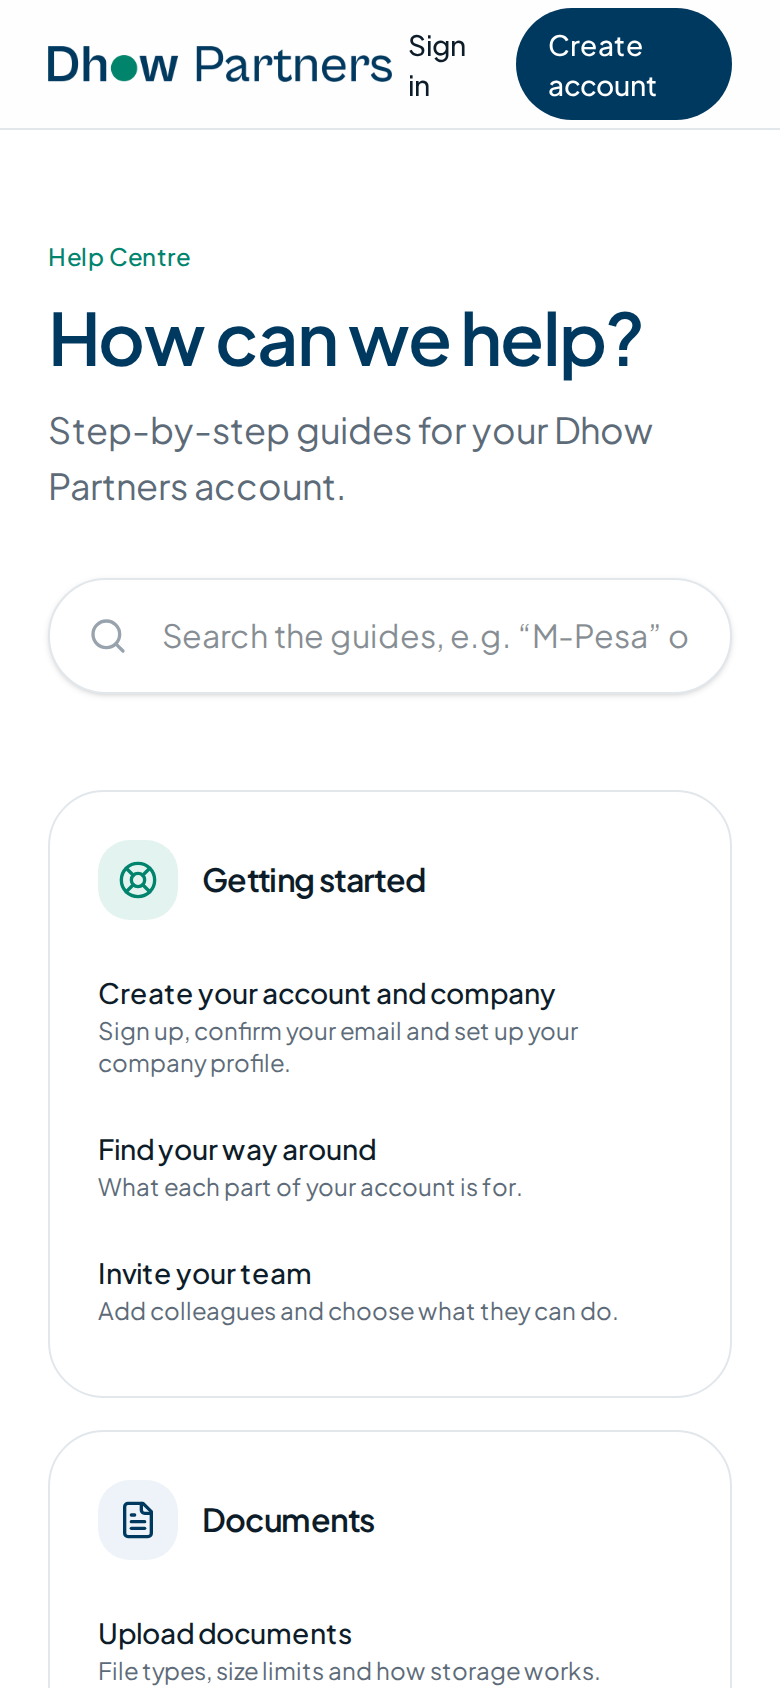 Dhow Partners
Sign in
Create account
Help Centre
How can we help?
Step-by-step guides for your Dhow
Partners account.
Search the guides, e.g. “M-Pesa” o
Getting started
Create your account and company
Sign up, confirm your email and set up your
company profile.
Find your way around
What each part of your account is for.
Invite your team
Add colleagues and choose what they can do.
Documents
Upload documents
File types, size limits and how storage works.